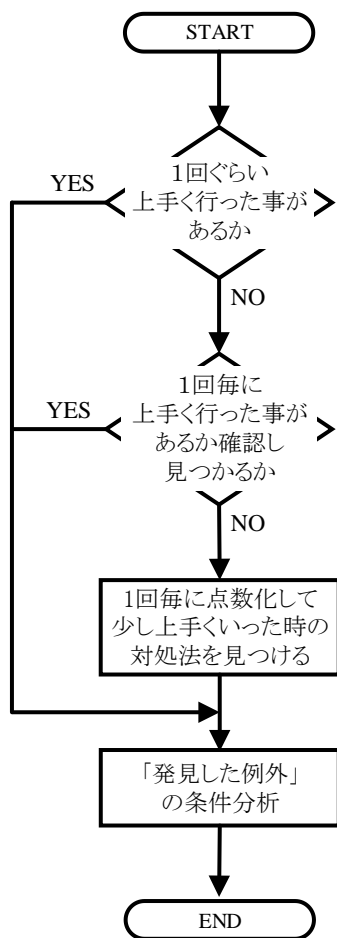 START
1回ぐらい
上手く行った事が
あるか
YES
NO
1回毎に
上手く行った事が
あるか確認し
見つかるか
YES
NO
1回毎に点数化して
少し上手くいった時の
対処法を見つける
「発見した例外」
の条件分析
END